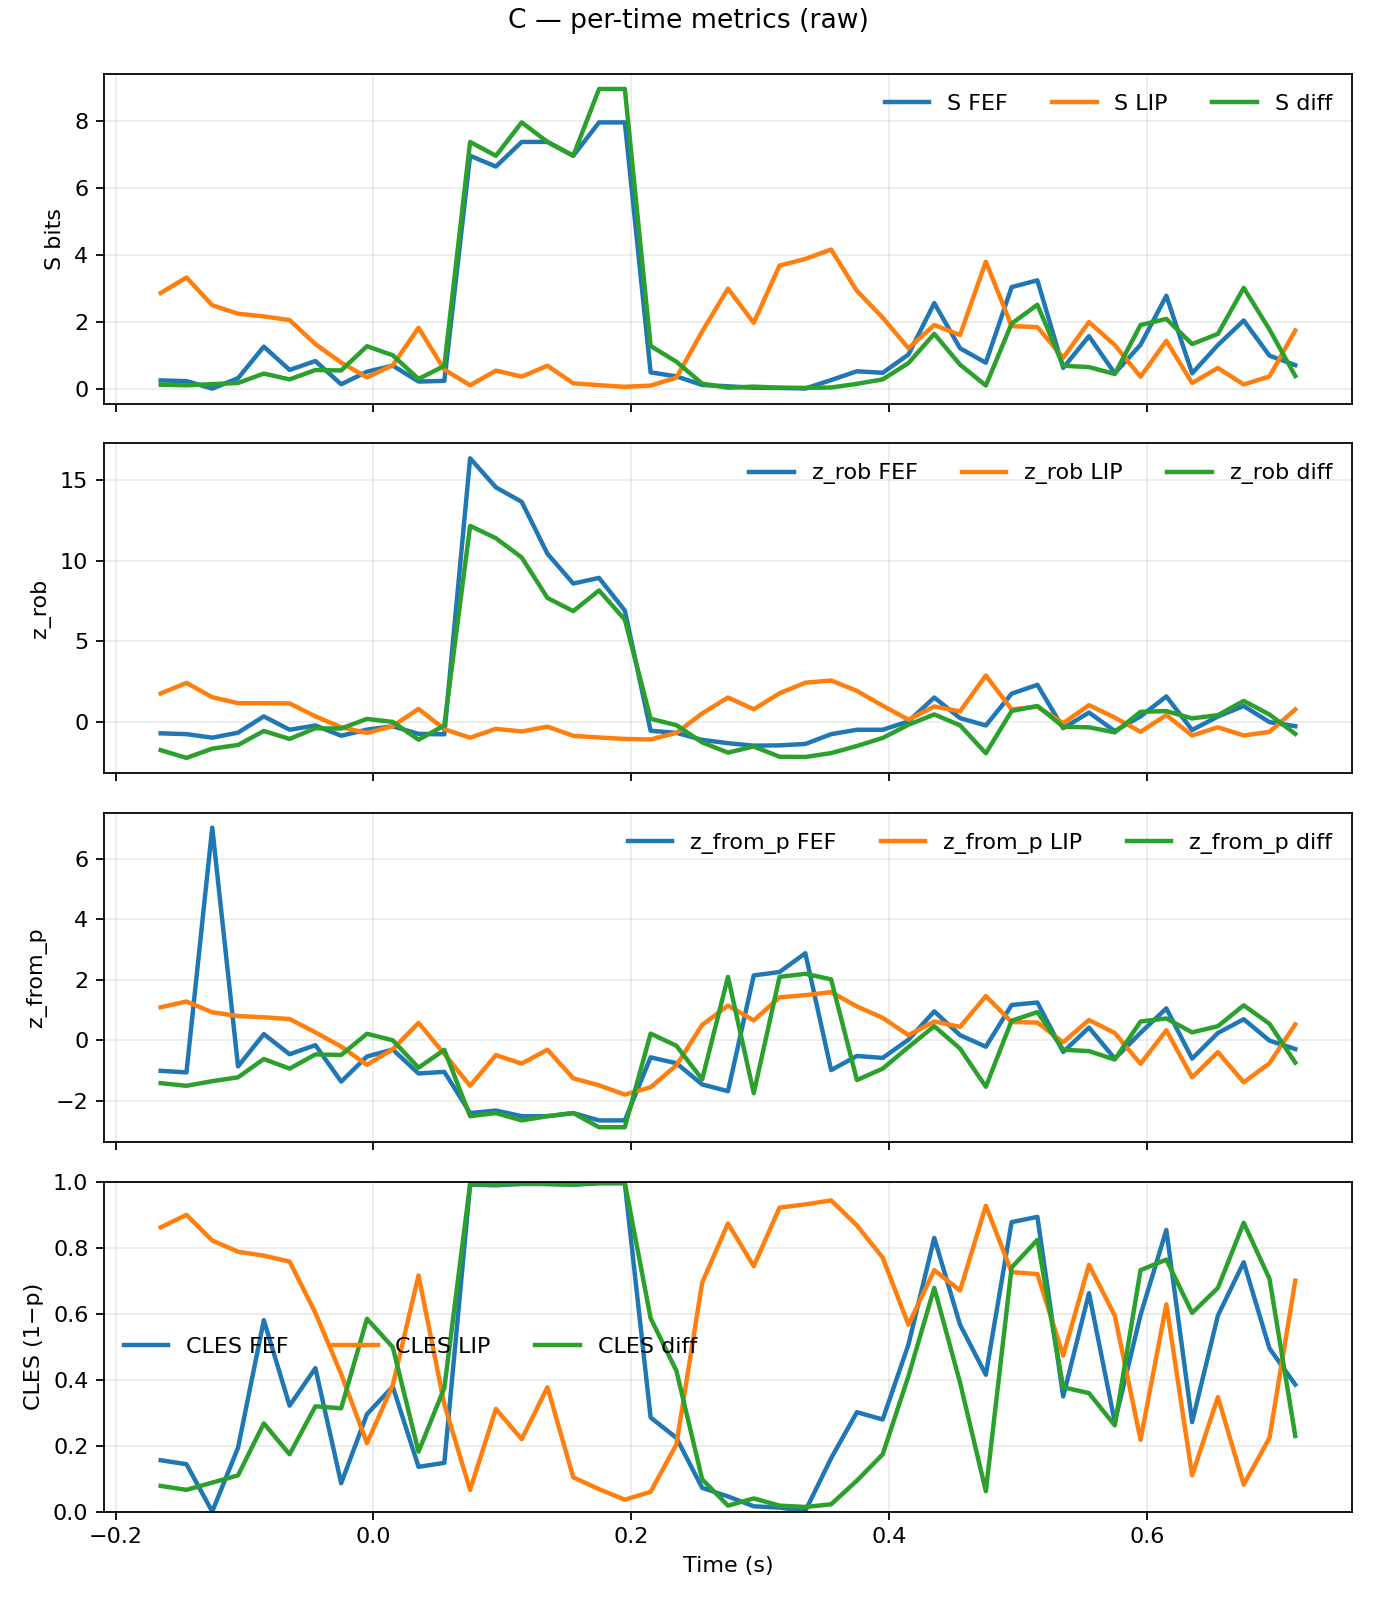 C — per-time metrics (raw)
S FEF S LIP S diff
8
6
4
2
0
S bits
z_rob FEF z_rob LIP z_rob diff
15
10
5
0
z_rob
z_from_p FEF z_from_p LIP z_from_p diff
6
4
2
0
−2
z_from_p
1.0
0.8
0.6
CLES FEF CLES LIP CLES diff
0.4
0.2
0.0
CLES (1−p)
−0.2 0.0 0.2 0.4 0.6
Time (s)